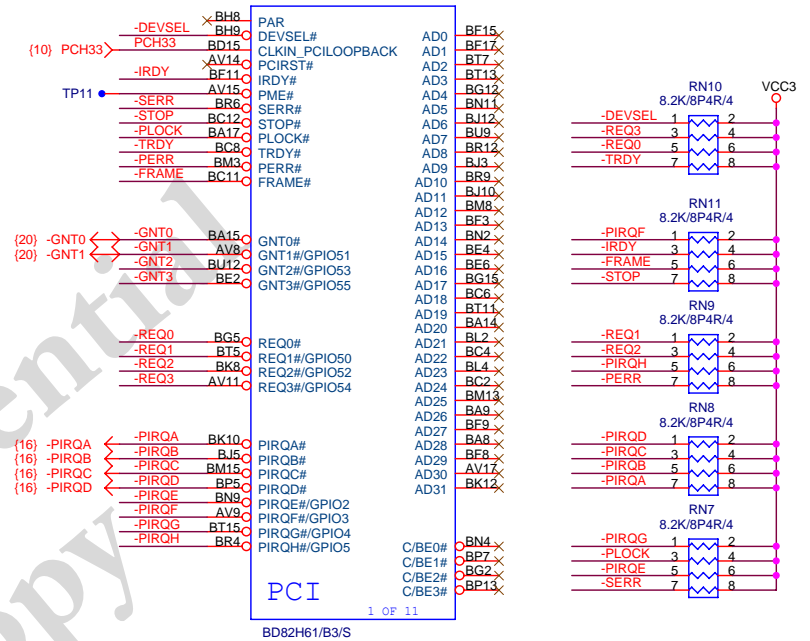 BH8 PAR
-DEVSEL BH9 DEVSEL#
{10} PCH33 PCH33 BD15 CLKIN_PCILOOPBACK
AV14 PCIRST#
-IRDY BF11 IRDY#
TP11 AV15 PME#
-SERR BR6 SERR#
-STOP BC12 STOP#
-PLOCK BA17 PLOCK#
-TRDY BC8 TRDY#
-PERR BM3 PERR#
-FRAME BC11 FRAME#
{20} -GNT0 -GNT0 BA15 GNT0#
{20} -GNT1 -GNT1 AV8 GNT1#/GPIO51
-GNT2 BU12 GNT2#/GPIO53
-GNT3 BE2 GNT3#/GPIO55
-REQ0 BG5 REQ0#
-REQ1 BT5 REQ1#/GPIO50
-REQ2 BK8 REQ2#/GPIO52
-REQ3 AV11 REQ3#/GPIO54
{16} -PIRQA -PIRQA BK10 PIRQA#
{16} -PIRQB -PIRQB BJ5 PIRQB#
{16} -PIRQC -PIRQC BM15 PIRQC#
{16} -PIRQD -PIRQD BP5 PIRQD#
-PIRQE BN9 PIRQE#/GPIO2
-PIRQF AV9 PIRQF#/GPIO3
-PIRQG BT15 PIRQG#/GPIO4
-PIRQH BR4 PIRQH#/GPIO5
AD0 BF15
AD1 BF17
AD2 BT7
AD3 BT13
AD4 BG12
AD5 BN11
AD6 BJ12
AD7 BU9
AD8 BR12
AD9 BJ3
AD10 BR9
AD11 BJ10
AD12 BM8
AD13 BF3
AD14 BN2
AD15 BE4
AD16 BE6
AD17 BG15
AD18 BC6
AD19 BT11
AD20 BA14
AD21 BL2
AD22 BC4
AD23 BL4
AD24 BC2
AD25 BM13
AD26 BA9
AD27 BF9
AD28 BA8
AD29 BF8
AD30 AV17
AD31 BK12
C/BE0# BN4
C/BE1# BP7
C/BE2# BG2
C/BE3# BP13
PCI
1 OF 11
BD82H61/B3/S
VCC3
RN10
8.2K/8P4R/4
-DEVSEL 1 2
-REQ3 3 4
-REQ0 5 6
-TRDY 7 8
RN11
8.2K/8P4R/4
-PIRQF 1 2
-IRDY 3 4
-FRAME 5 6
-STOP 7 8
RN9
8.2K/8P4R/4
-REQ1 1 2
-REQ2 3 4
-PIRQH 5 6
-PERR 7 8
RN8
8.2K/8P4R/4
-PIRQD 1 2
-PIRQC 3 4
-PIRQB 5 6
-PIRQA 7 8
RN7
8.2K/8P4R/4
-PIRQG 1 2
-PLOCK 3 4
-PIRQE 5 6
-SERR 7 8
ential
opy